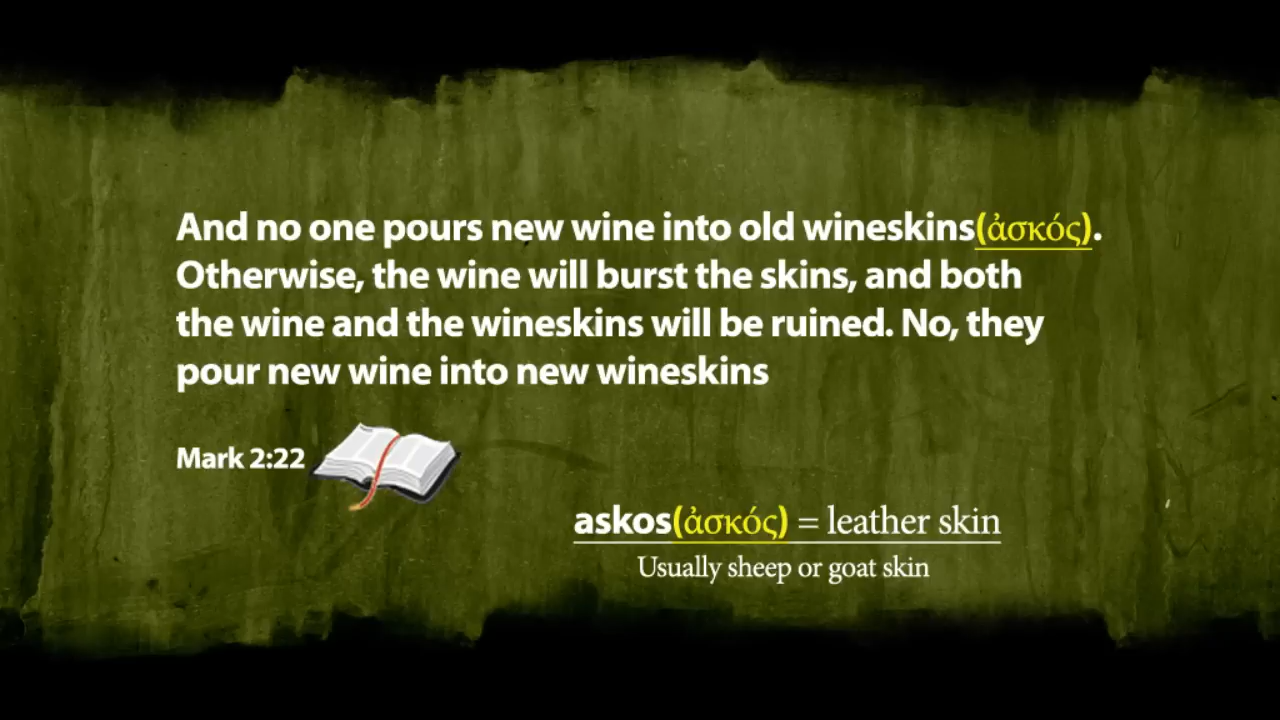 And no one pours new wine into old wineskins(ἀσκός).
Otherwise, the wine will burst the skins, and both
the wine and the wineskins will be ruined. No, they
pour new wine into new wineskins
Mark 2:22
askos(ἀσκός) = leather skin
Usually sheep or goat skin